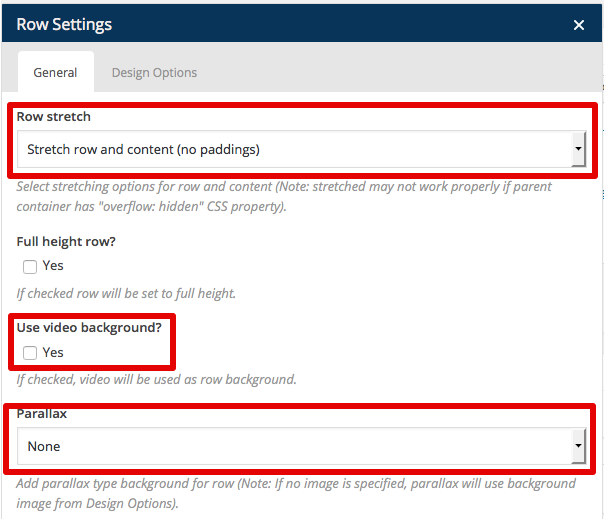 Row Settings
General Design Options
Row stretch
Stretch row and content (no paddings)
Select stretching options for row and content (Note: stretched may not work properly if parent
container has "overflow: hidden" CSS property).
Full height row?
Yes
If checked row will be set to full height.
Use video background?
Yes
If checked, video will be used as row background.
Parallax
None
Add parallax type background for row (Note: If no image is specified, parallax will use background
image from Design Options).